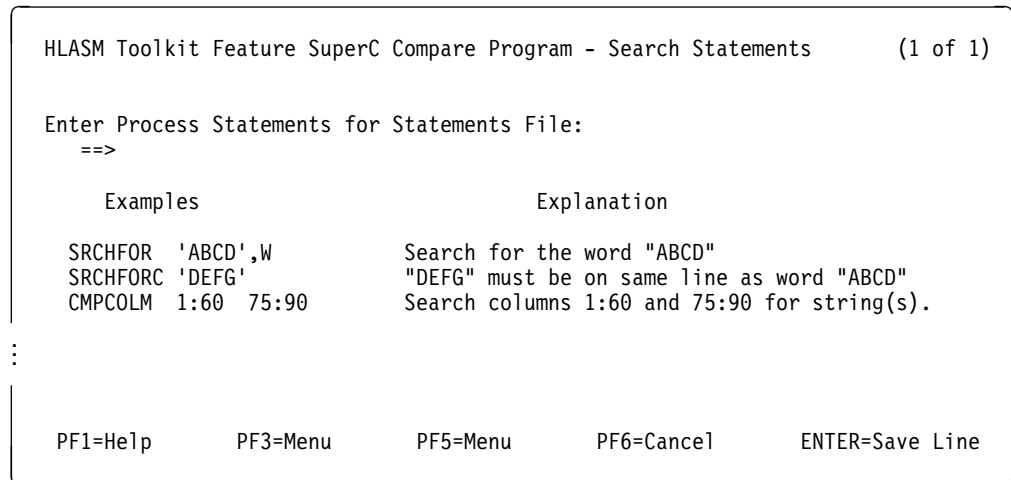 HLASM Toolkit Feature SuperC Compare Program - Search Statements (1 of 1)
Enter Process Statements for Statements File:
==>
Examples Explanation
SRCHFOR 'ABCD',W Search for the word "ABCD"
SRCHFORC 'DEFG' "DEFG" must be on same line as word "ABCD"
CMPCOLM 1:60 75:90 Search columns 1:60 and 75:90 for string(s).
⋮
PF1=Help PF3=Menu PF5=Menu PF6=Cancel ENTER=Save Line